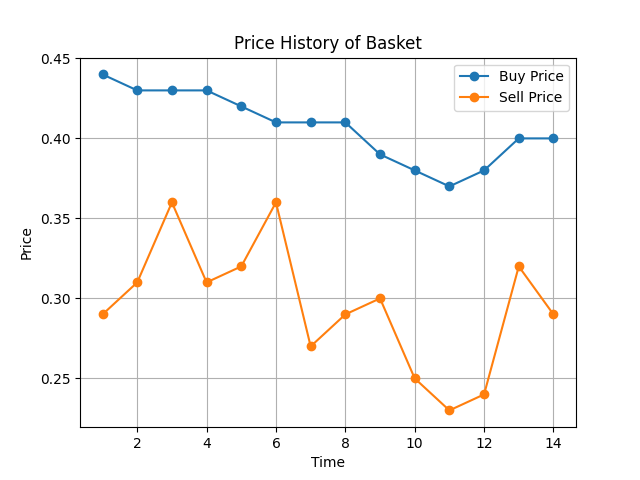 Price History of Basket
Buy Price
Sell Price
0.45
0.40
0.35
0.30
0.25
Price
2 4 6 8 10 12 14
Time